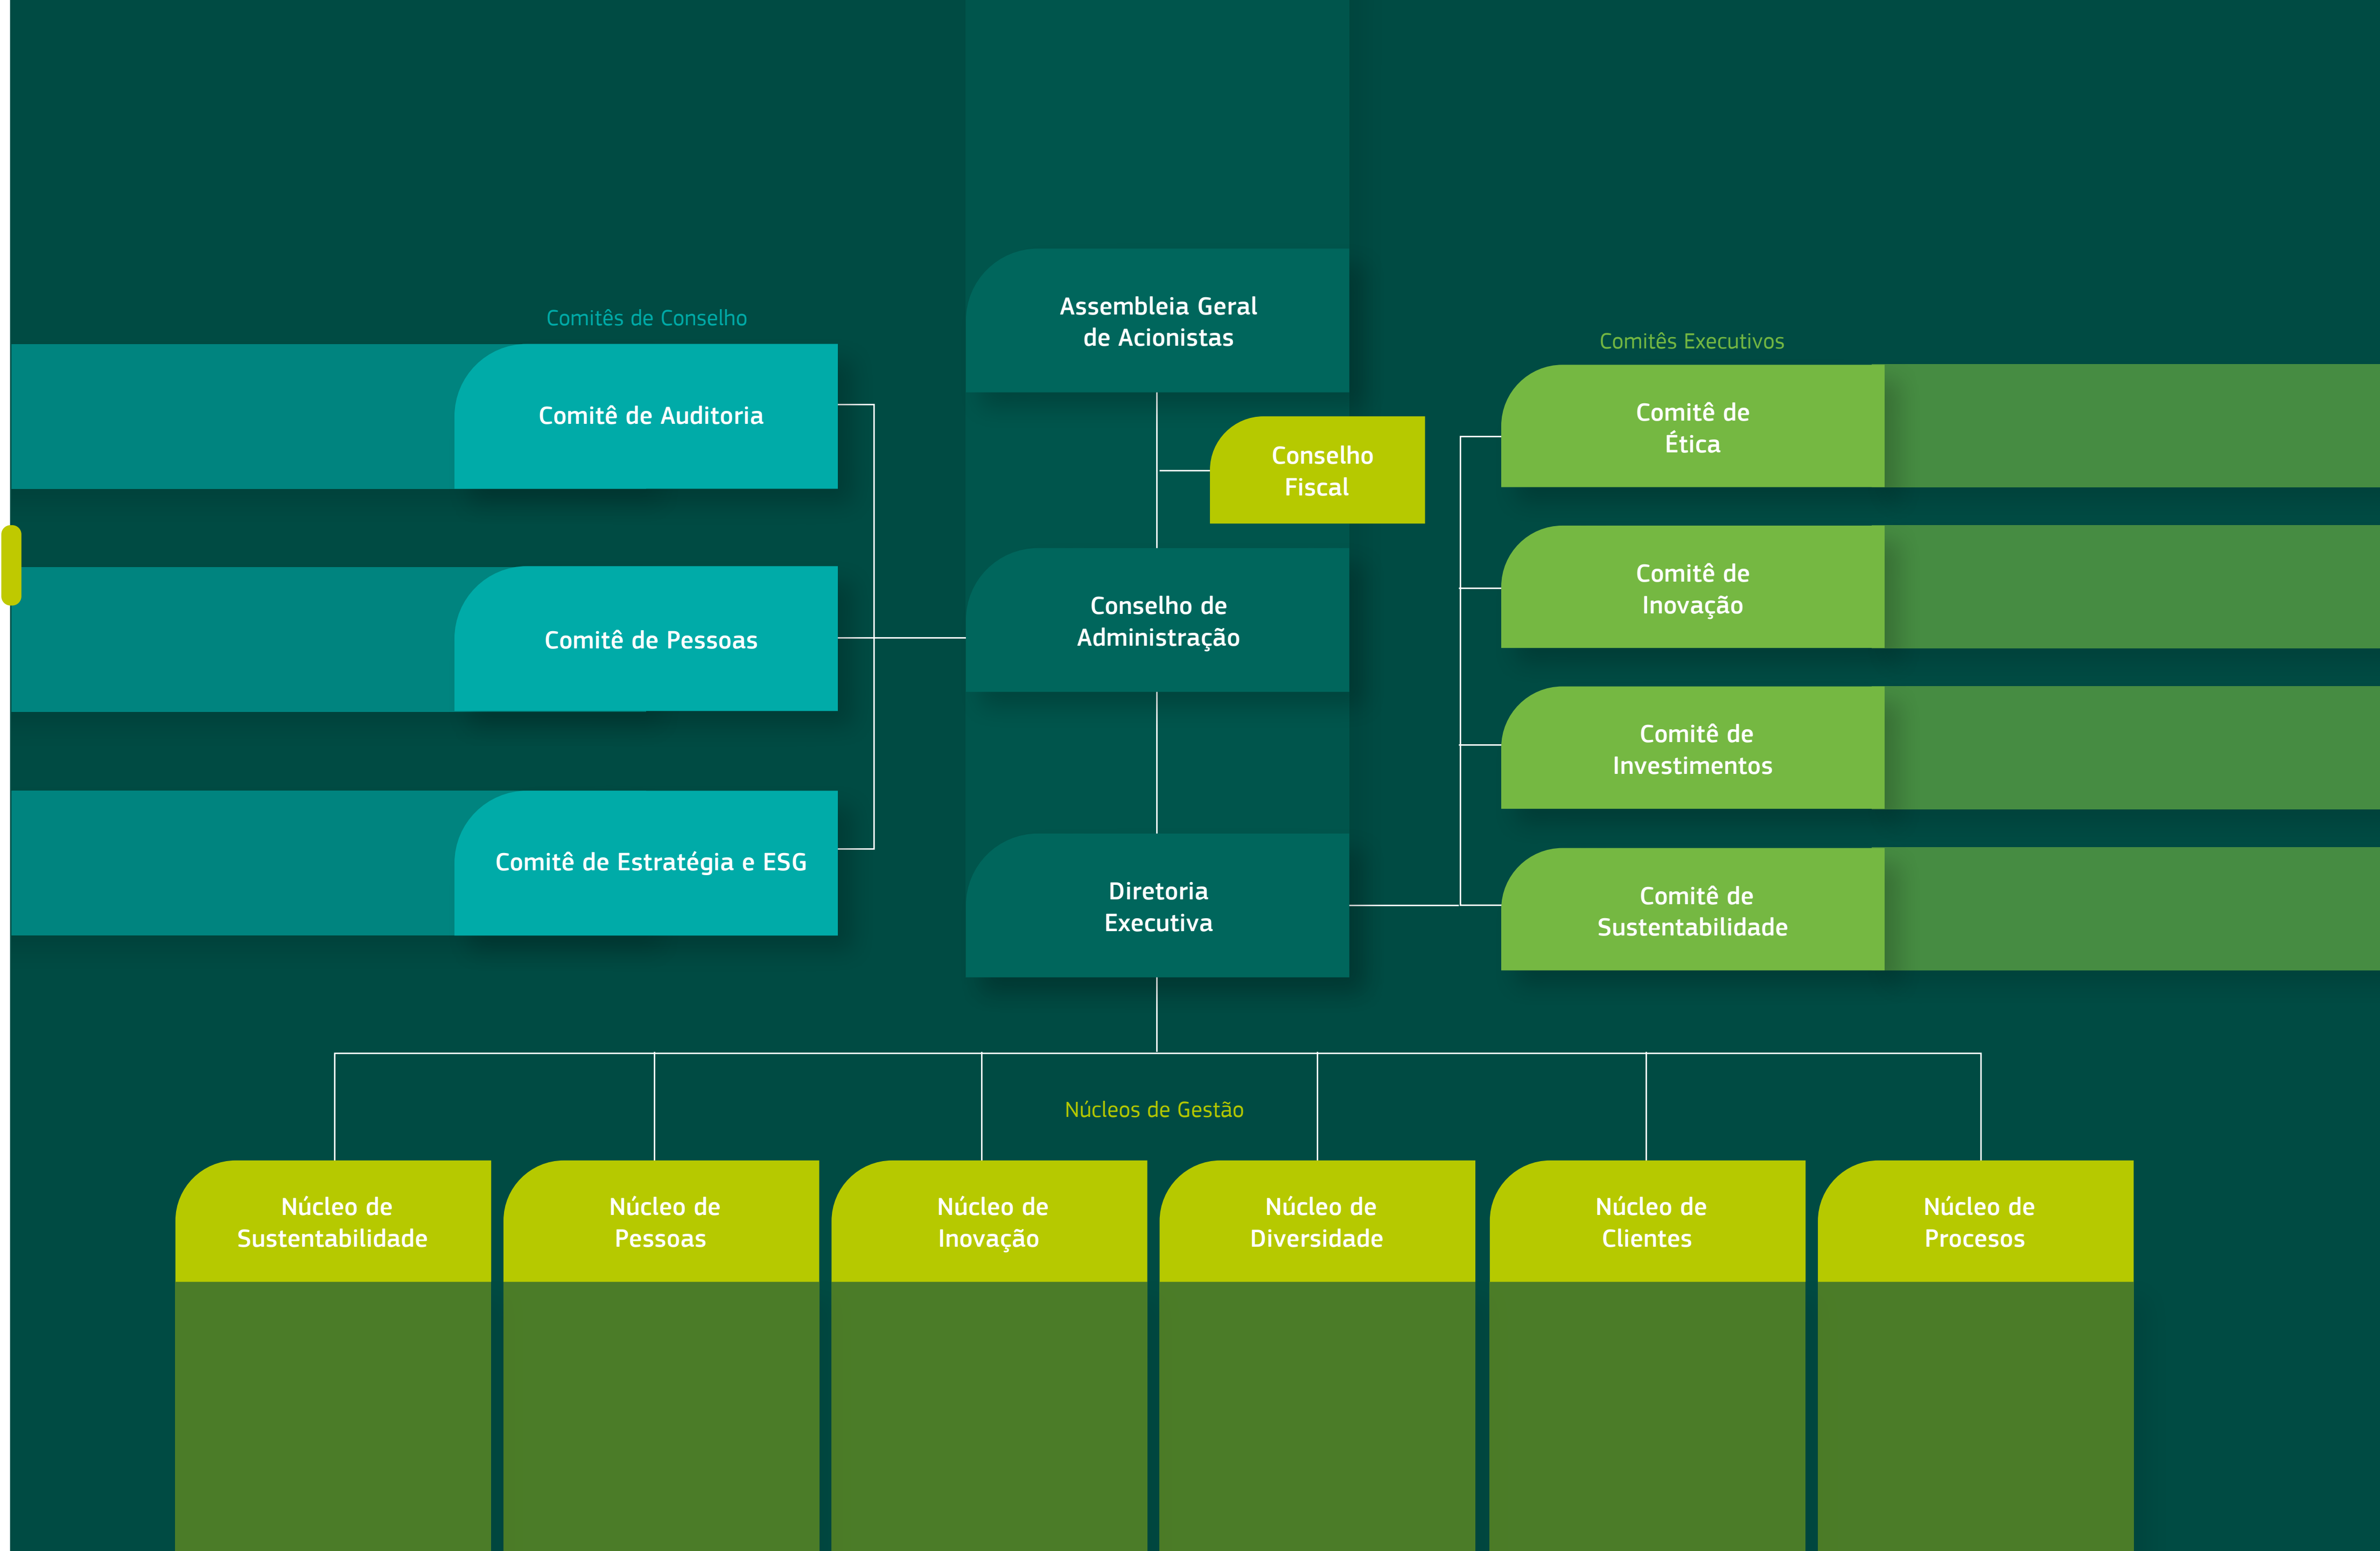 Assembleia Geral
de Acionistas
Comitês de Conselho
Comitê de Auditoria
Comitê de Pessoas
Comitê de Estratégia e ESG
Conselho
Fiscal
Conselho de
Administração
Diretoria
Executiva
Comitês Executivos
Comitê de
Ética
Comitê de
Inovação
Comitê de
Investimentos
Comitê de
Sustentabilidade
Núcleos de Gestão
Núcleo de
Sustentabilidade
Núcleo de
Pessoas
Núcleo de
Inovação
Núcleo de
Diversidade
Núcleo de
Clientes
Núcleo de
Procesos